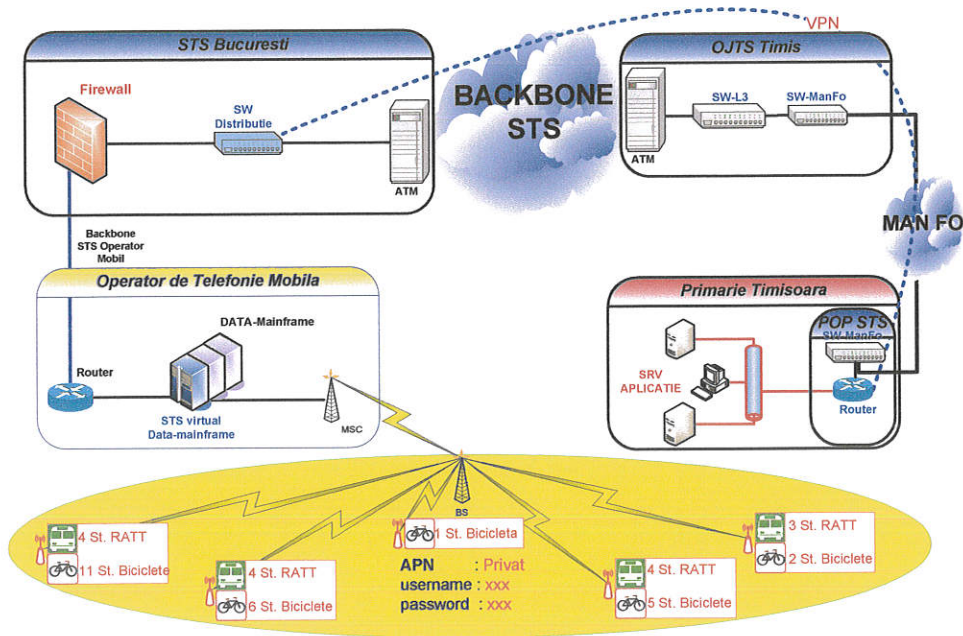 VPN
STS Bucuresti
Firewall
SW
Distributie
ATM
BACKBONE
STS
OJTS Timis
SW-L3
SW-ManFo
ATM
MAN FO
Backbone
STS Operator
Mobil
Operator de Telefonie Mobila
DATA-Mainframe
Router
STS virtual
Data-mainframe
MSC
Primarie Timisoara
POP STS
SW-ManFo
SRV
APLICATIE
Router
BS
4 St. RATT
11 St. Biciclete
4 St. RATT
6 St. Biciclete
1 St. Bicicleta
APN : Privat
username : xxx
password : xxx
4 St. RATT
5 St. Biciclete
3 St. RATT
2 St. Biciclete